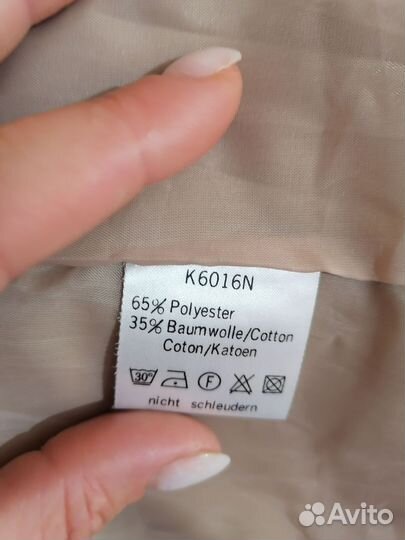 K6016N
65% Polyester
35% Baumwolle/Cotton
Coton/Katoen
30° F
nicht schleudern
Avito